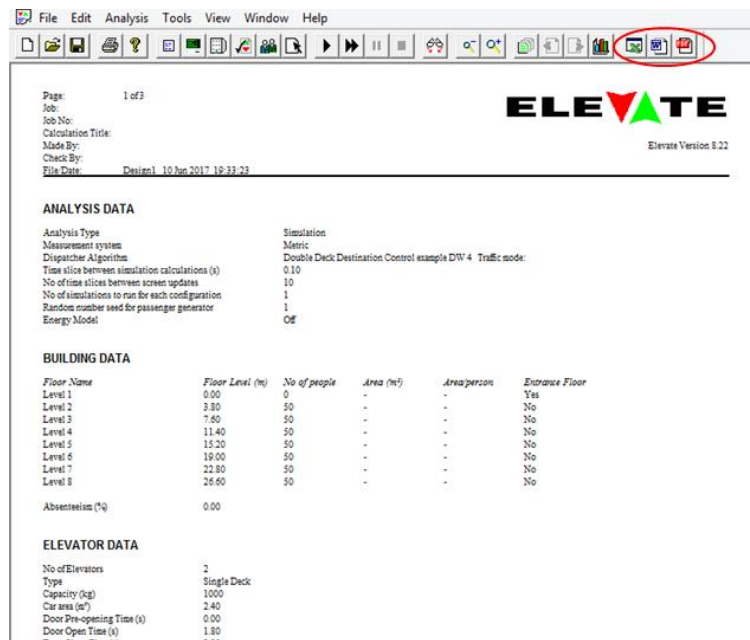 File Edit Analysis Tools View Window Help
Page: 1 of 3
Job:
Job No:
Calculation Title:
Made By:
Check By:
File/Date: Design1 10 Jun 2017 19:33:23
ELEVATE
Elevate Version 8.22
ANALYSIS DATA
Analysis Type Simulation
Measurement system Metric
Dispatcher Algorithm Double Deck Destination Control example DW 4 Traffic mode:
Time slice between simulation calculations (s) 0.10
No of time slices between screen updates 10
No of simulations to run for each configuration 1
Random number seed for passenger generator 1
Energy Model Off
BUILDING DATA
Floor Name Floor Level (m) No of people Area (m²) Area/person Entrance Floor
Level 1 0.00 0 - - Yes
Level 2 3.80 50 - - No
Level 3 7.60 50 - - No
Level 4 11.40 50 - - No
Level 5 15.20 50 - - No
Level 6 19.00 50 - - No
Level 7 22.80 50 - - No
Level 8 26.60 50 - - No
Absenteeism (%) 0.00
ELEVATOR DATA
No of Elevators 2
Type Single Deck
Capacity (kg) 1000
Car area (m²) 2.40
Door Pre-opening Time (s) 0.00
Door Open Time (s) 1.80